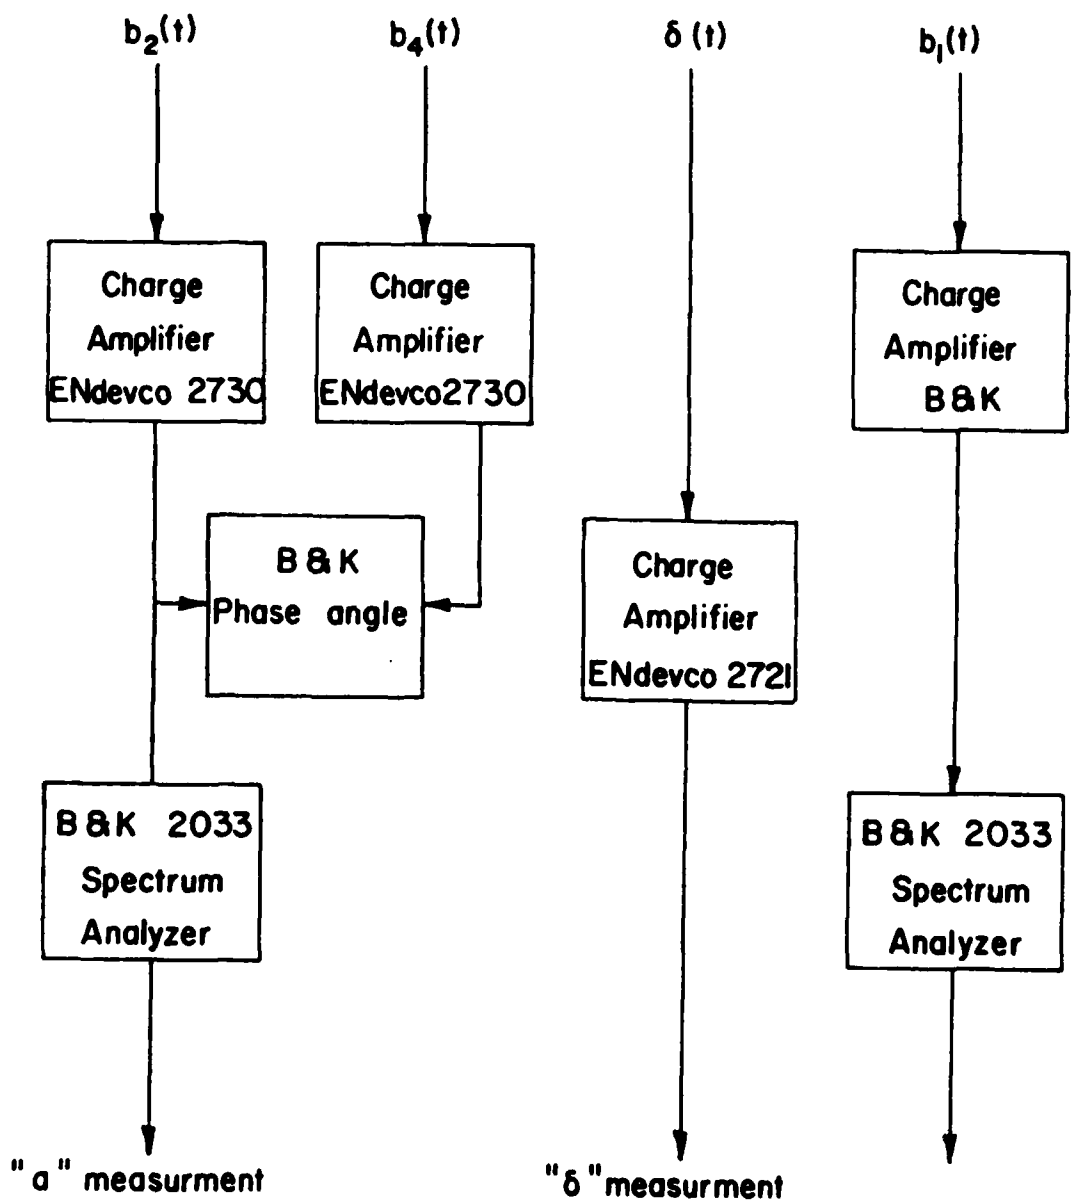 b₂(t)
b₄(t)
δ(t)
b₁(t)
Charge
Amplifier
ENdevco 2730
Charge
Amplifier
ENdevco2730
Charge
Amplifier
B&K
B&K
Phase angle
Charge
Amplifier
ENdevco 2721
B&K 2033
Spectrum
Analyzer
B&K 2033
Spectrum
Analyzer
"a" measurment
"δ" measurment